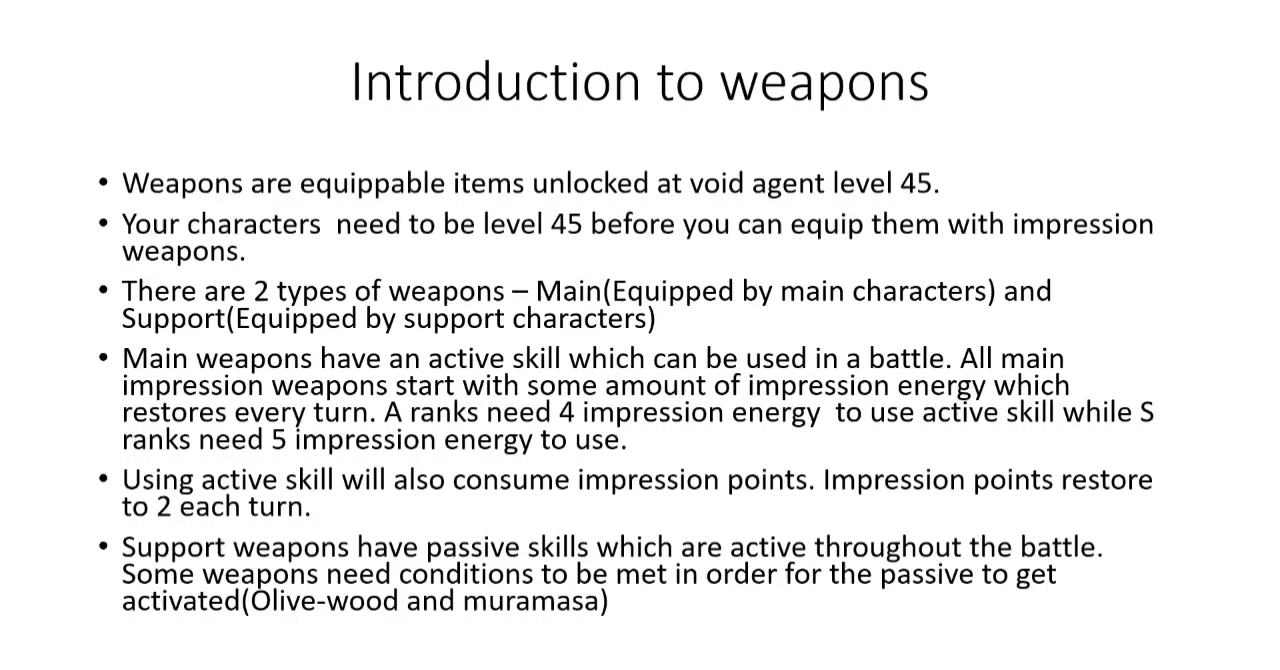 Introduction to weapons
• Weapons are equippable items unlocked at void agent level 45.
• Your characters  need to be level 45 before you can equip them with impression
weapons.
• There are 2 types of weapons – Main(Equipped by main characters) and
Support(Equipped by support characters)
• Main weapons have an active skill which can be used in a battle. All main
impression weapons start with some amount of impression energy which
restores every turn. A ranks need 4 impression energy  to use active skill while S
ranks need 5 impression energy to use.
• Using active skill will also consume impression points. Impression points restore
to 2 each turn.
• Support weapons have passive skills which are active throughout the battle.
Some weapons need conditions to be met in order for the passive to get
activated(Olive-wood and muramasa)